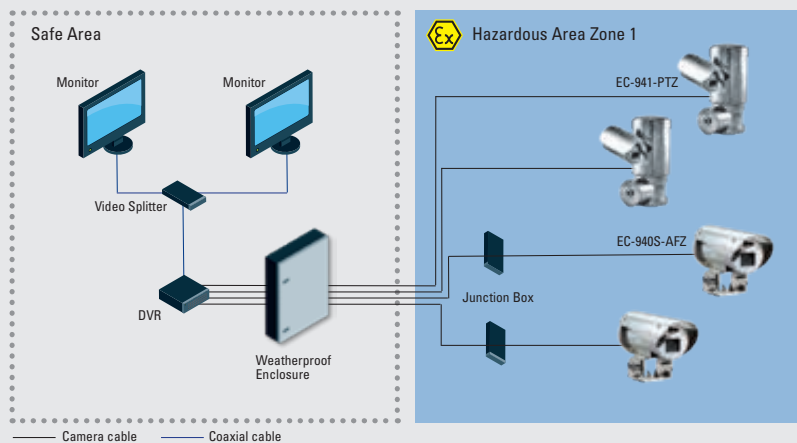 Safe Area
Ex
Hazardous Area Zone 1
Monitor
Monitor
EC-941-PTZ
Video Splitter
EC-940S-AFZ
Junction Box
DVR
Weatherproof
Enclosure
Camera cable
Coaxial cable